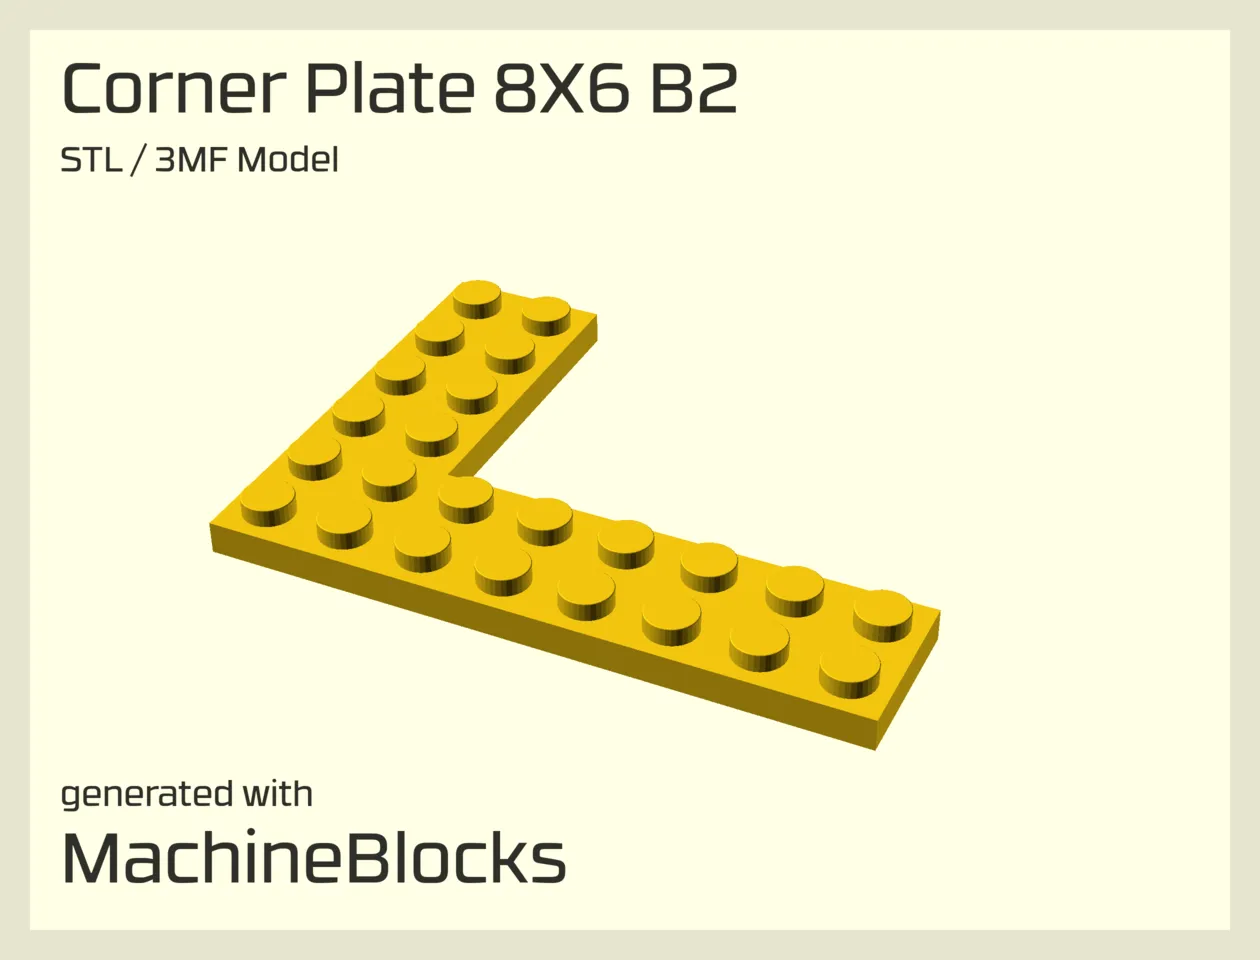 Corner Plate 8X6 B2
STL / 3MF Model
generated with
MachineBlocks